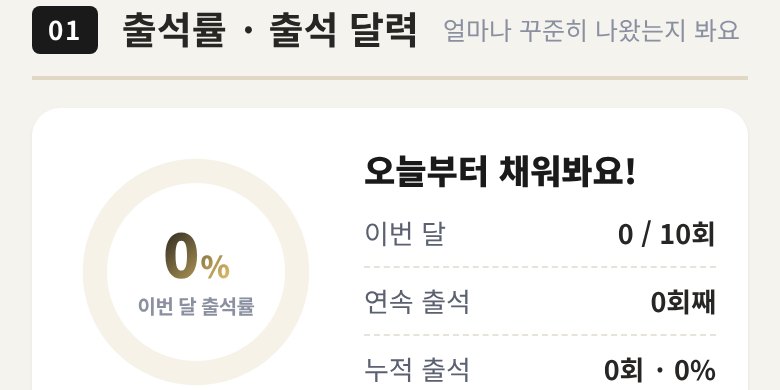 01 출석률 · 출석 달력 얼마나 꾸준히 나왔는지 봐요
0%
이번 달 출석률
오늘부터 채워봐요!
이번 달 0 / 10회
연속 출석 0회째
누적 출석 0회 · 0%